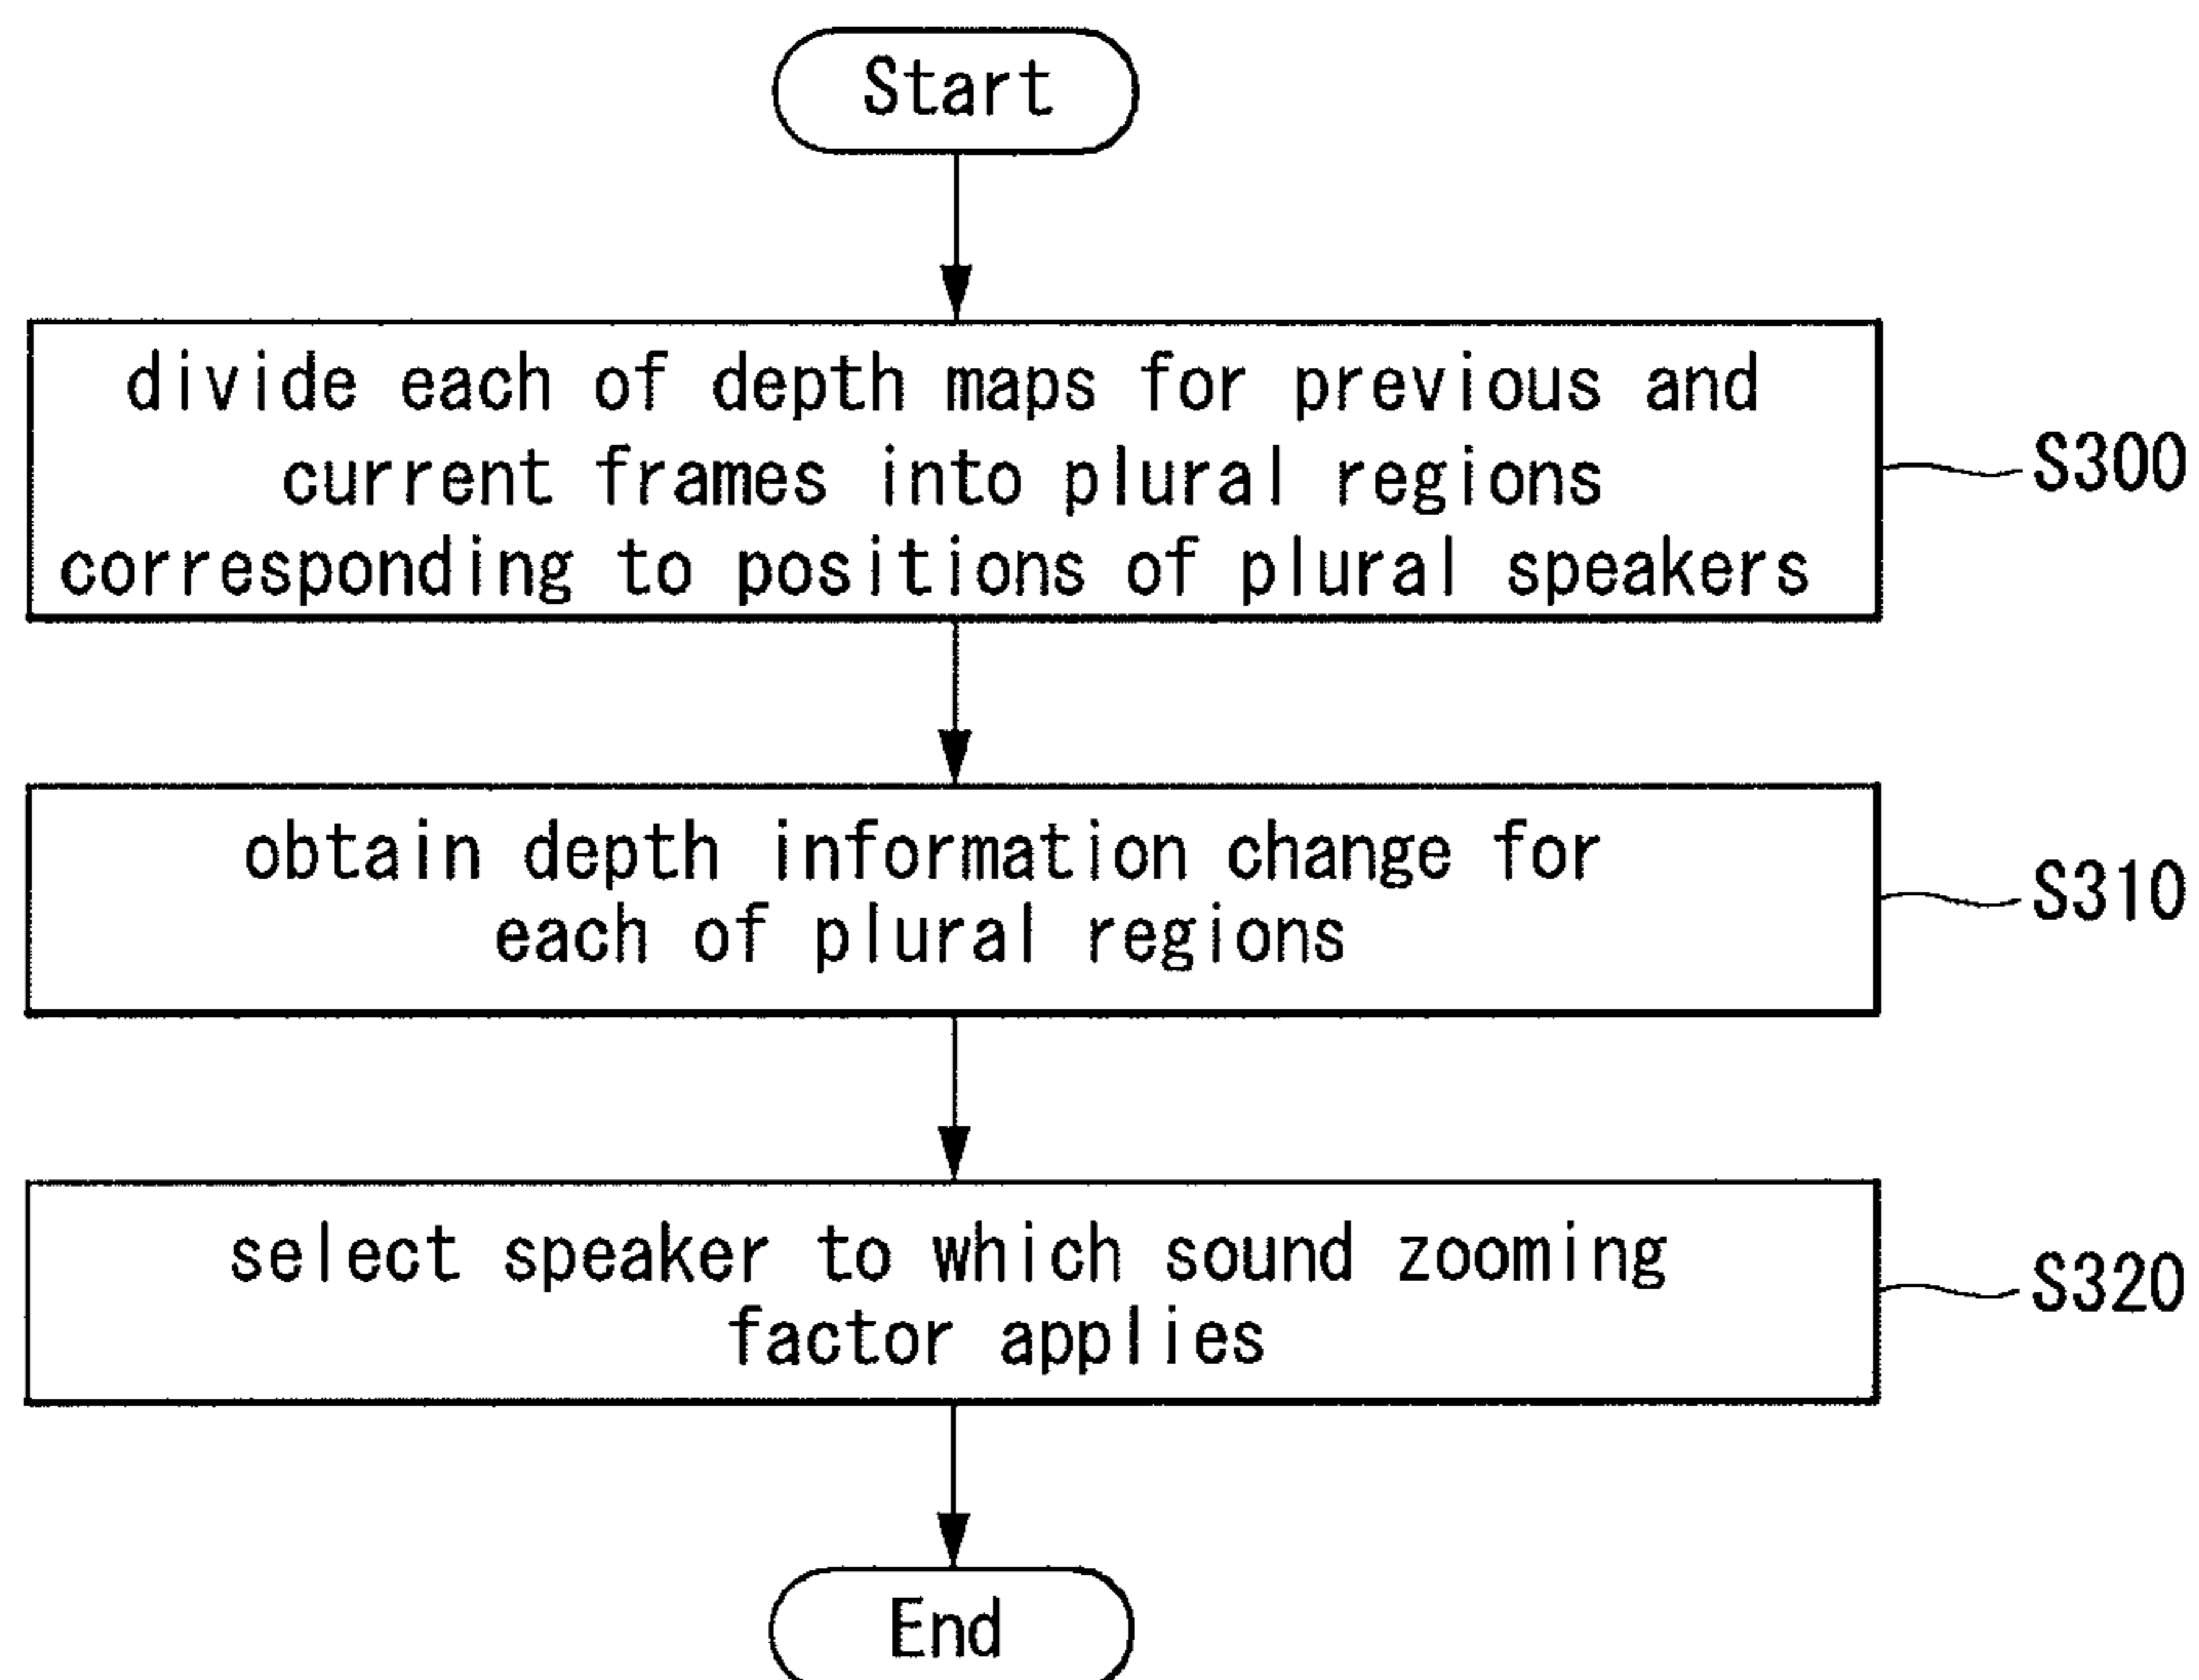 Start
divide each of depth maps for previous and
current frames into plural regions
corresponding to positions of plural speakers
S300
obtain depth information change for
each of plural regions
S310
select speaker to which sound zooming
factor applies
S320
End